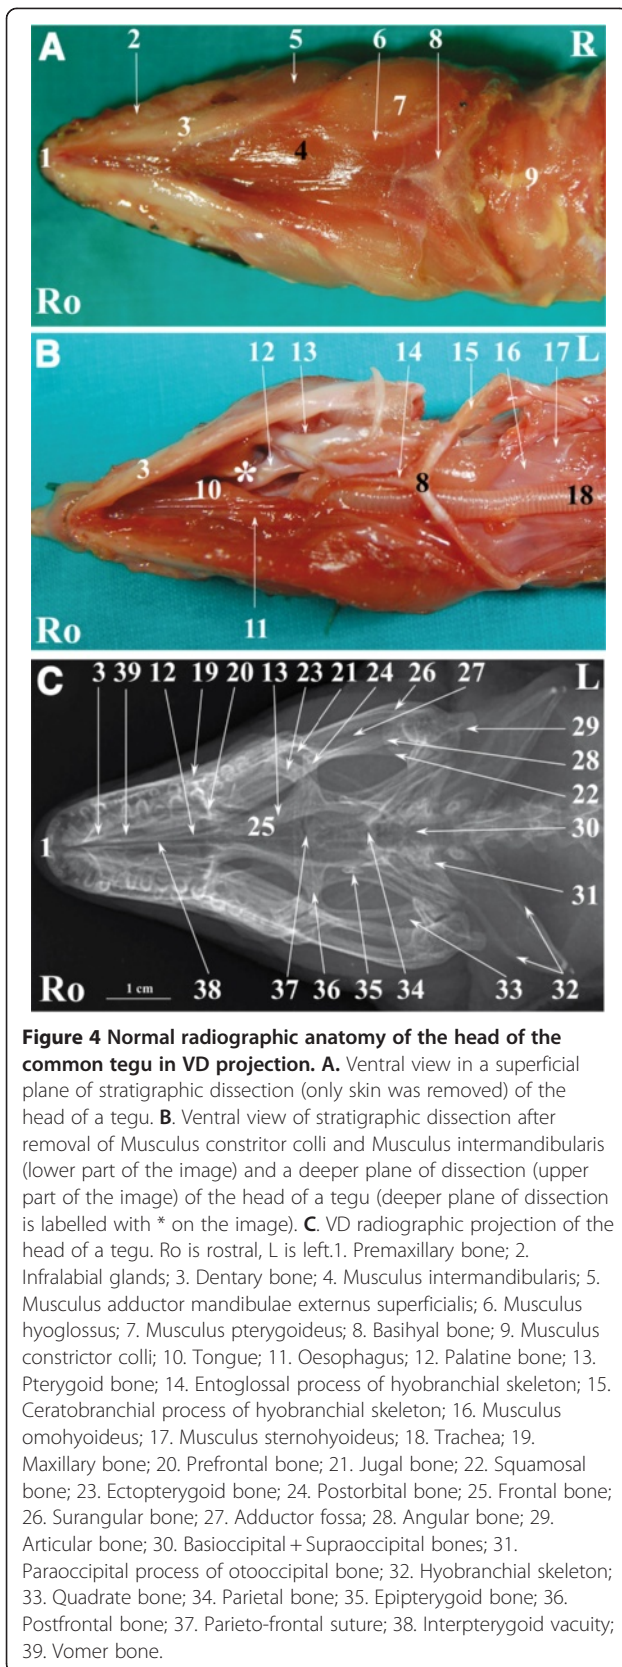 A 2 5 6 8 R
7
3
4
1
9
Ro
B 12 13 14 15 16 17 L
3
*
10
8
18
11
Ro
C 3 39 12 19 20 13 23 21 24 26 27 L
29
28
22
25
30
1
31
Ro 1 cm
38 37 36 35 34 33 32
Figure 4 Normal radiographic anatomy of the head of the
common tegu in VD projection. A. Ventral view in a superficial
plane of stratigraphic dissection (only skin was removed) of the
head of a tegu. B. Ventral view of stratigraphic dissection after
removal of Musculus constritor colli and Musculus intermandibularis
(lower part of the image) and a deeper plane of dissection (upper
part of the image) of the head of a tegu (deeper plane of dissection
is labelled with * on the image). C. VD radiographic projection of the
head of a tegu. Ro is rostral, L is left.1. Premaxillary bone; 2.
Infralabial glands; 3. Dentary bone; 4. Musculus intermandibularis; 5.
Musculus adductor mandibulae externus superficialis; 6. Musculus
hyoglossus; 7. Musculus pterygoideus; 8. Basihyal bone; 9. Musculus
constrictor colli; 10. Tongue; 11. Oesophagus; 12. Palatine bone; 13.
Pterygoid bone; 14. Entoglossal process of hyobranchial skeleton; 15.
Ceratobranchial process of hyobranchial skeleton; 16. Musculus
omohyoideus; 17. Musculus sternohyoideus; 18. Trachea; 19.
Maxillary bone; 20. Prefrontal bone; 21. Jugal bone; 22. Squamosal
bone; 23. Ectopterygoid bone; 24. Postorbital bone; 25. Frontal bone;
26. Surangular bone; 27. Adductor fossa; 28. Angular bone; 29.
Articular bone; 30. Basioccipital + Supraoccipital bones; 31.
Paraoccipital process of otooccipital bone; 32. Hyobranchial skeleton;
33. Quadrate bone; 34. Parietal bone; 35. Epipterygoid bone; 36.
Postfrontal bone; 37. Parieto-frontal suture; 38. Interpterygoid vacuity;
39. Vomer bone.